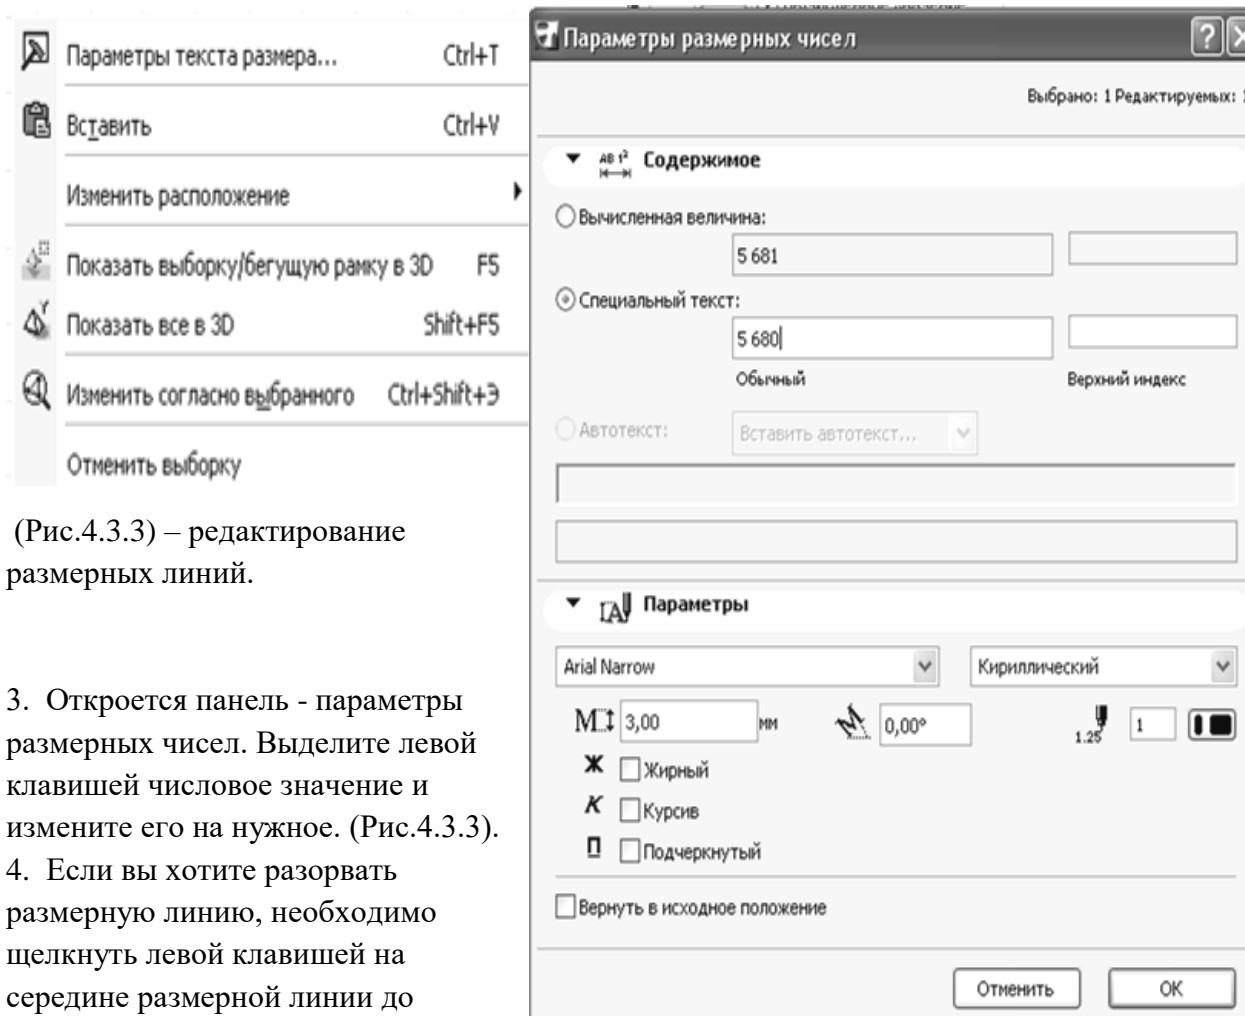 Параметры текста размера... Ctrl+T
Вставить Ctrl+V
Изменить расположение
Показать выборку/бегущую рамку в 3D F5
Показать все в 3D Shift+F5
Изменить согласно выбранного Ctrl+Shift+Э
Отменить выборку
(Рис.4.3.3) – редактирование
размерных линий.
3. Откроется панель - параметры
размерных чисел. Выделите левой
клавишей числовое значение и
измените его на нужное. (Рис.4.3.3).
4. Если вы хотите разорвать
размерную линию, необходимо
щелкнуть левой клавишей на
середине размерной линии до
Параметры размерных чисел
Выбрано: 1 Редактируемых: 1
Содержимое
Вычисленная величина:
5 681
Специальный текст:
5 680
Обычный Верхний индекс
Автотекст: Вставить автотекст...
Параметры
Arial Narrow Кириллический
М 3,00 мм 0,00° 1.25 1
Ж Жирный
К Курсив
П Подчеркнутый
Вернуть в исходное положение
Отменить OK